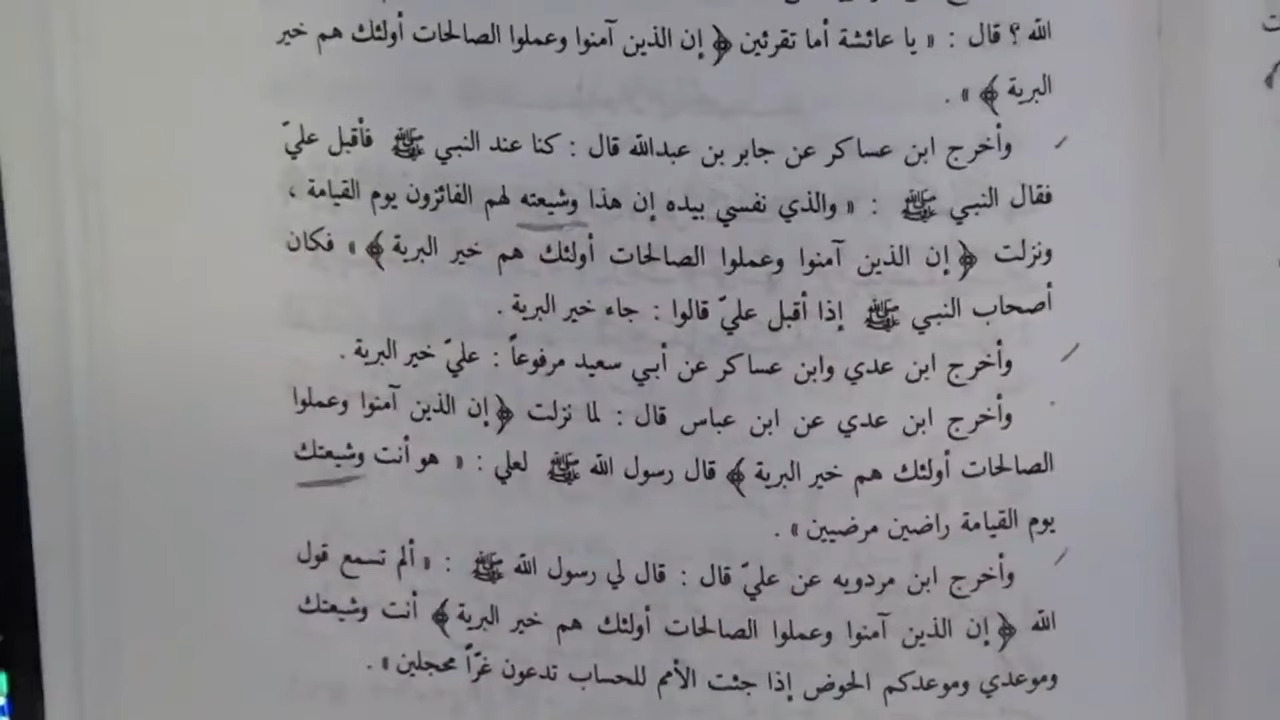 الله ؟ قال : « يا عائشة أما تقرئين ﴿ إن الذين آمنوا وعملوا الصالحات أولئك هم خير
البرية ﴾ » .
وأخرج ابن عساكر عن جابر بن عبدالله قال : كنا عند النبي ﷺ فأقبل عليّ
فقال النبي ﷺ : « والذي نفسي بيده إن هذا وشيعته لهم الفائزون يوم القيامة ،
ونزلت ﴿ إن الذين آمنوا وعملوا الصالحات أولئك هم خير البرية ﴾ » فكان
أصحاب النبي ﷺ إذا أقبل عليّ قالوا : جاء خير البرية .
وأخرج ابن عدي وابن عساكر عن أبي سعيد مرفوعاً : عليّ خير البرية .
وأخرج ابن عدي عن ابن عباس قال : لما نزلت ﴿ إن الذين آمنوا وعملوا
الصالحات أولئك هم خير البرية ﴾ قال رسول الله ﷺ لعلي : « هو أنت وشيعتك
يوم القيامة راضين مرضيين » .
وأخرج ابن مردويه عن عليّ قال : قال لي رسول الله ﷺ : « ألم تسمع قول
الله ﴿ إن الذين آمنوا وعملوا الصالحات أولئك هم خير البرية ﴾ أنت وشيعتك
وموعدي وموعدكم الحوض إذا جئت الأمم للحساب تدعون غرّاً محجلين » .